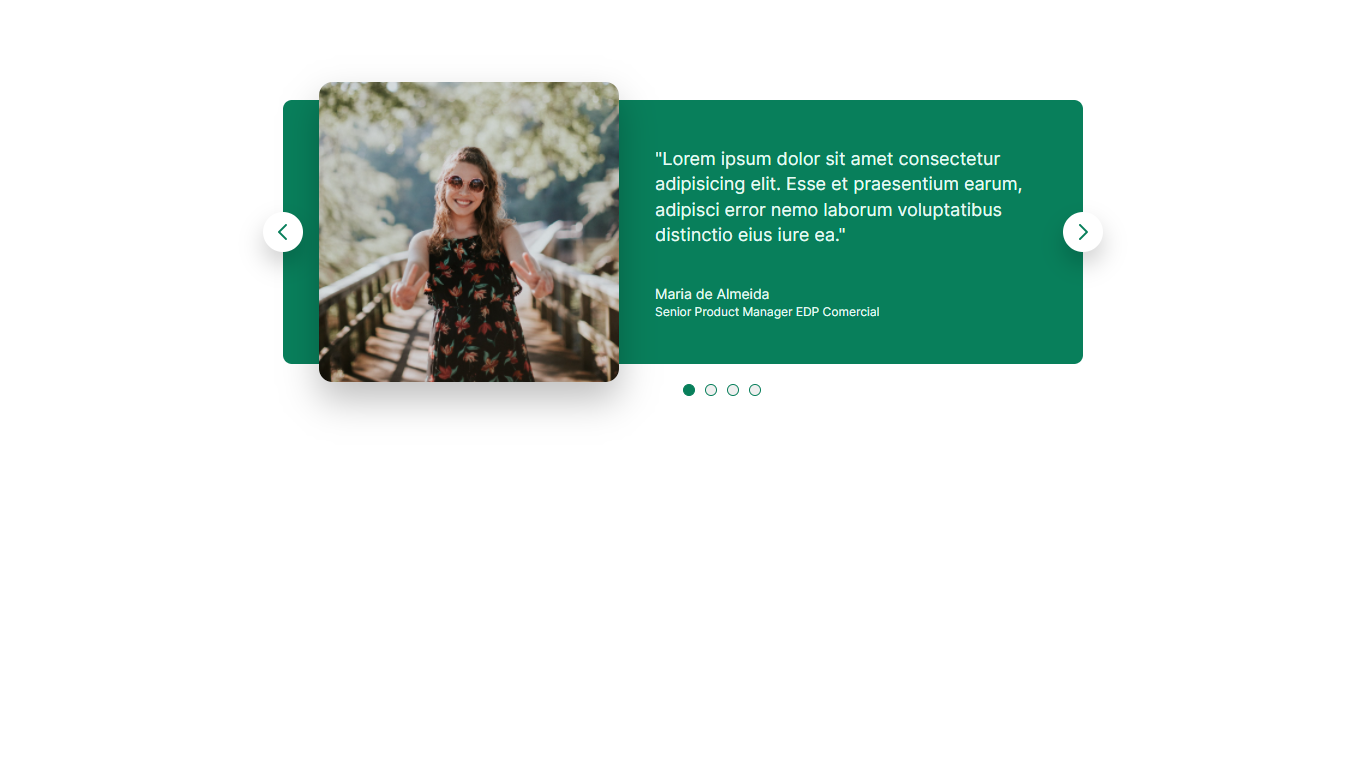 "Lorem ipsum dolor sit amet consectetur
adipisicing elit. Esse et praesentium earum,
adipisci error nemo laborum voluptatibus
distinctio eius iure ea."
Maria de Almeida
Senior Product Manager EDP Comercial